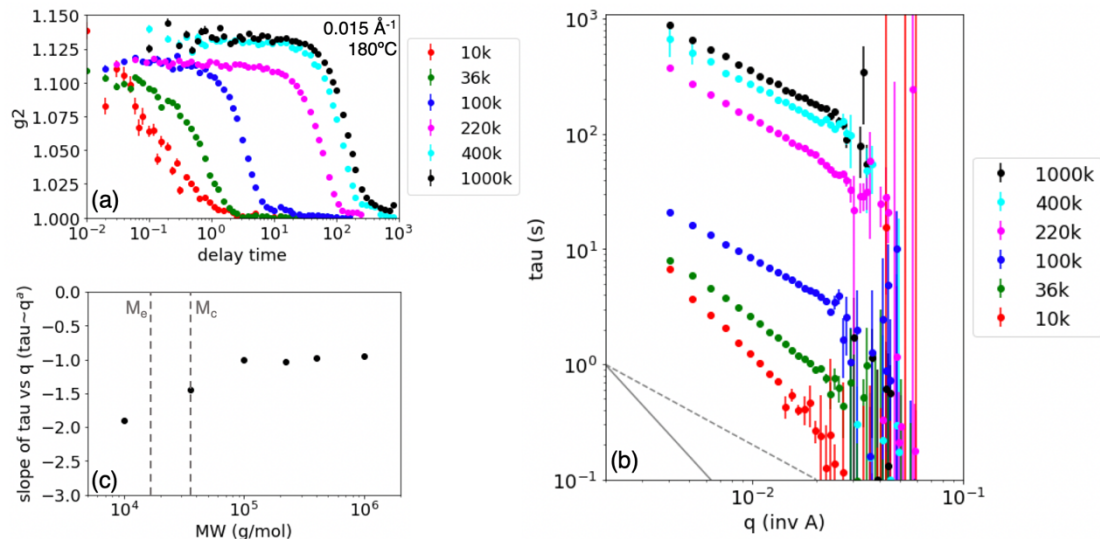 1.150
1.125
1.100
1.075
1.050
1.025
1.000
g2
0.015 Å⁻¹
180°C
(a)
10⁻² 10⁻¹ 10⁰ 10¹ 10² 10³
delay time
10k
36k
100k
220k
400k
1000k
0.0
−0.5
−1.0
−1.5
−2.0
−2.5
−3.0
slope of tau vs q (tau~qᵃ)
Mₑ
M꜀
(c)
10⁴ 10⁵ 10⁶
MW (g/mol)
10³
10²
10¹
10⁰
10⁻¹
tau (s)
(b)
10⁻² 10⁻¹
q (inv A)
1000k
400k
220k
100k
36k
10k